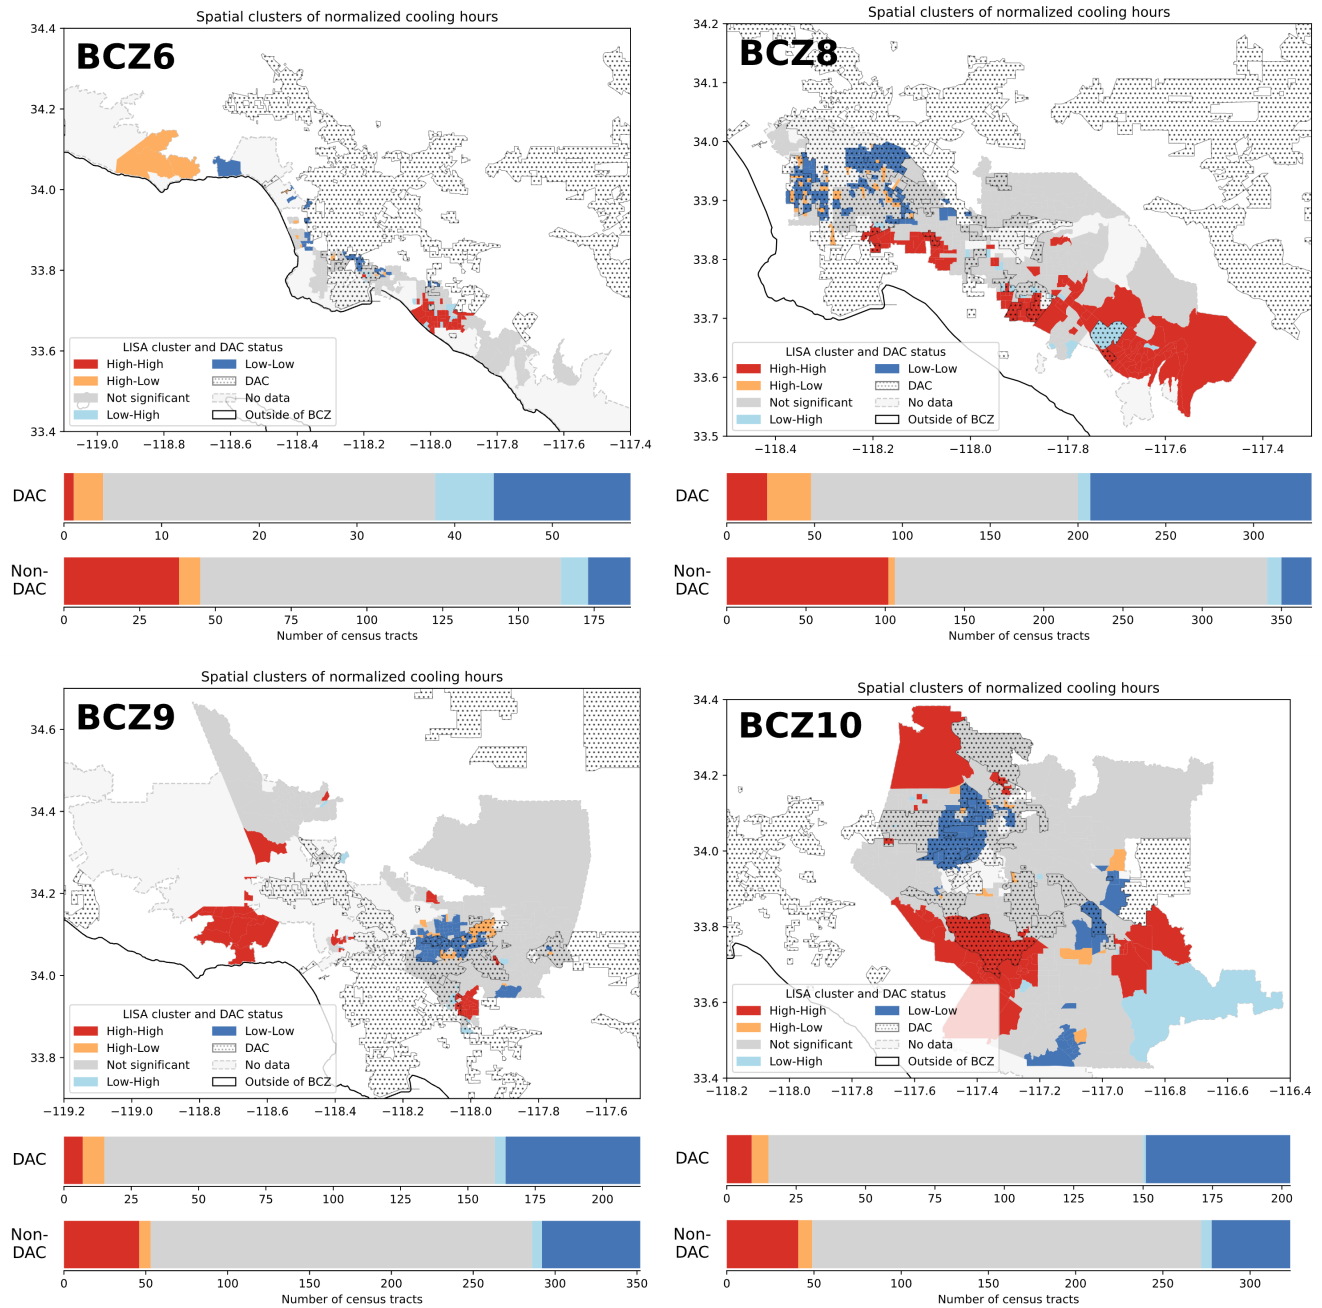 Spatial clusters of normalized cooling hours
BCZ6
34.4
34.2
34.0
33.8
33.6
33.4
LISA cluster and DAC status
High-High
High-Low
Not significant
Low-High
Low-Low
DAC
No data
Outside of BCZ
−119.0 −118.8 −118.6 −118.4 −118.2 −118.0 −117.8 −117.6 −117.4
DAC
0 10 20 30 40 50
Non-
DAC
0 25 50 75 100 125 150 175
Number of census tracts
Spatial clusters of normalized cooling hours
BCZ8
34.2
34.1
34.0
33.9
33.8
33.7
33.6
33.5
LISA cluster and DAC status
High-High
High-Low
Not significant
Low-High
Low-Low
DAC
No data
Outside of BCZ
−118.4 −118.2 −118.0 −117.8 −117.6 −117.4
DAC
0 50 100 150 200 250 300
Non-
DAC
0 50 100 150 200 250 300 350
Number of census tracts
Spatial clusters of normalized cooling hours
BCZ9
34.6
34.4
34.2
34.0
33.8
LISA cluster and DAC status
High-High
High-Low
Not significant
Low-High
Low-Low
DAC
No data
Outside of BCZ
−119.2 −119.0 −118.8 −118.6 −118.4 −118.2 −118.0 −117.8 −117.6
DAC
0 25 50 75 100 125 150 175 200
Non-
DAC
0 50 100 150 200 250 300 350
Number of census tracts
Spatial clusters of normalized cooling hours
BCZ10
34.4
34.2
34.0
33.8
33.6
33.4
LISA cluster and DAC status
High-High
High-Low
Not significant
Low-High
Low-Low
DAC
No data
Outside of BCZ
−118.2 −118.0 −117.8 −117.6 −117.4 −117.2 −117.0 −116.8 −116.6 −116.4
DAC
0 25 50 75 100 125 150 175 200
Non-
DAC
0 50 100 150 200 250 300
Number of census tracts